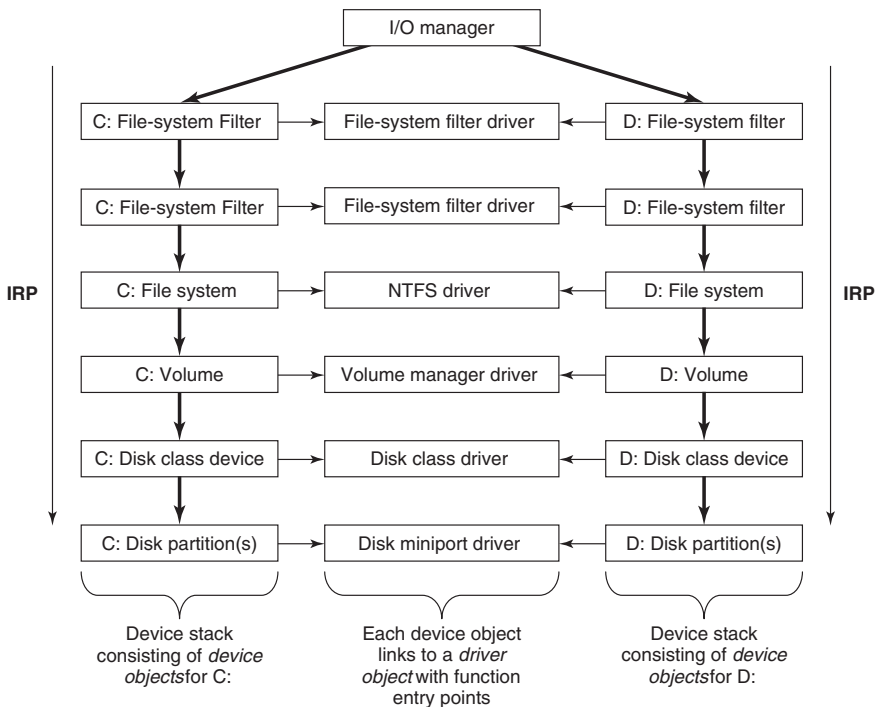 I/O manager
C: File-system Filter
File-system filter driver
D: File-system filter
C: File-system Filter
File-system filter driver
D: File-system filter
IRP
C: File system
NTFS driver
D: File system
IRP
C: Volume
Volume manager driver
D: Volume
C: Disk class device
Disk class driver
D: Disk class device
C: Disk partition(s)
Disk miniport driver
D: Disk partition(s)
Device stack
consisting of device
objectsfor C:
Each device object
links to a driver
object with function
entry points
Device stack
consisting of device
objectsfor D: